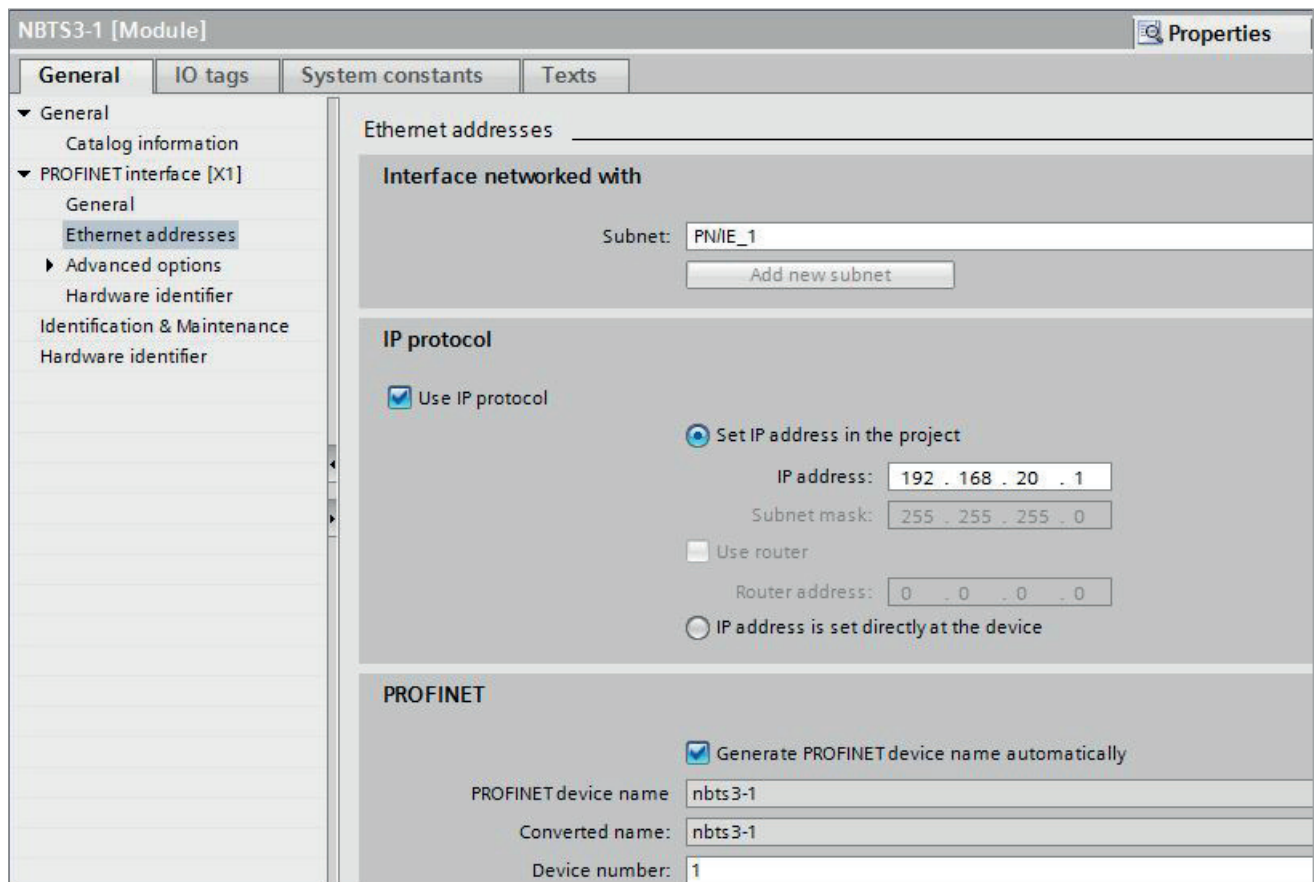 NBTS3-1 [Module]
Properties
General IO tags System constants Texts
General
Catalog information
PROFINET interface [X1]
General
Ethernet addresses
Advanced options
Hardware identifier
Identification & Maintenance
Hardware identifier
Ethernet addresses
Interface networked with
Subnet: PN/IE_1
Add new subnet
IP protocol
Use IP protocol
Set IP address in the project
IP address: 192 . 168 . 20 . 1
Subnet mask: 255 . 255 . 255 . 0
Use router
Router address: 0 . 0 . 0 . 0
IP address is set directly at the device
PROFINET
Generate PROFINET device name automatically
PROFINET device name nbts3-1
Converted name: nbts3-1
Device number: 1